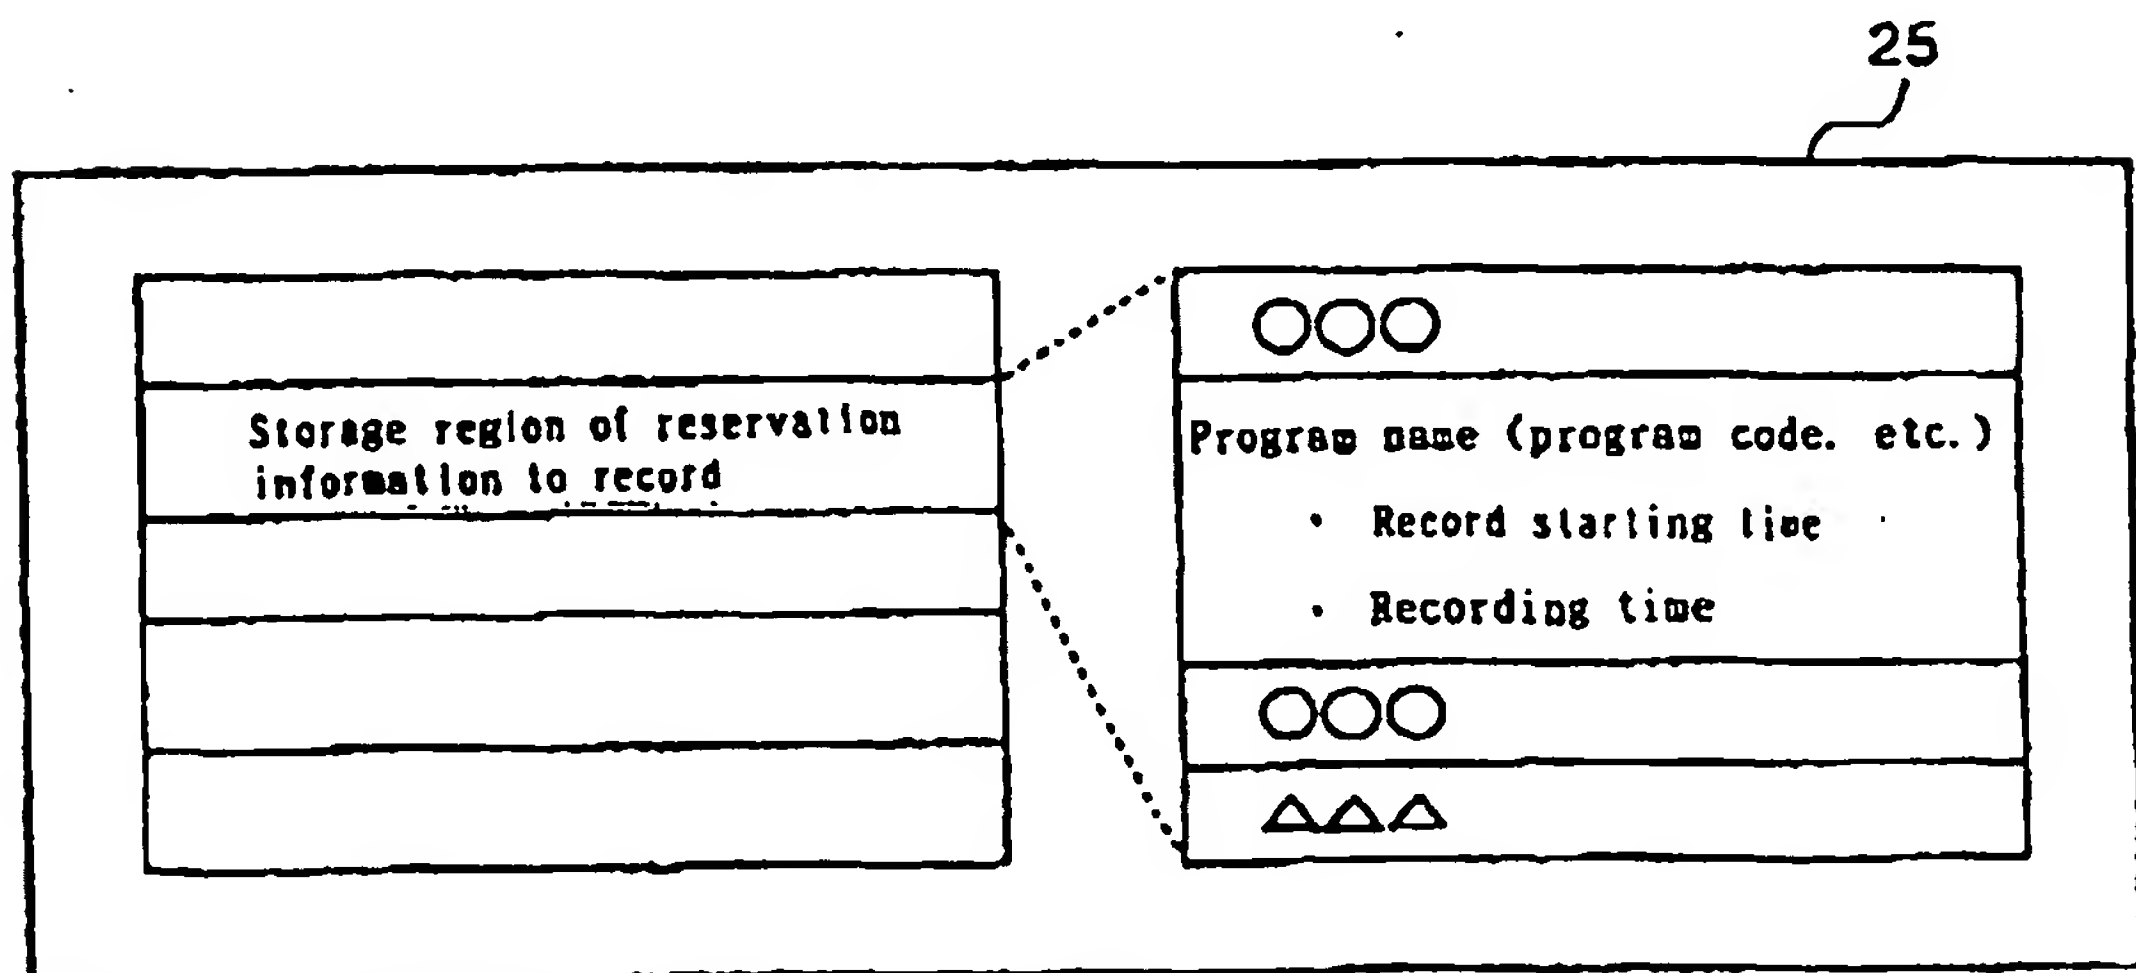 25
Storage region of reservation
information to record
○○○
Program name (program code. etc.)
• Record starting time
• Recording time
○○○
△△△